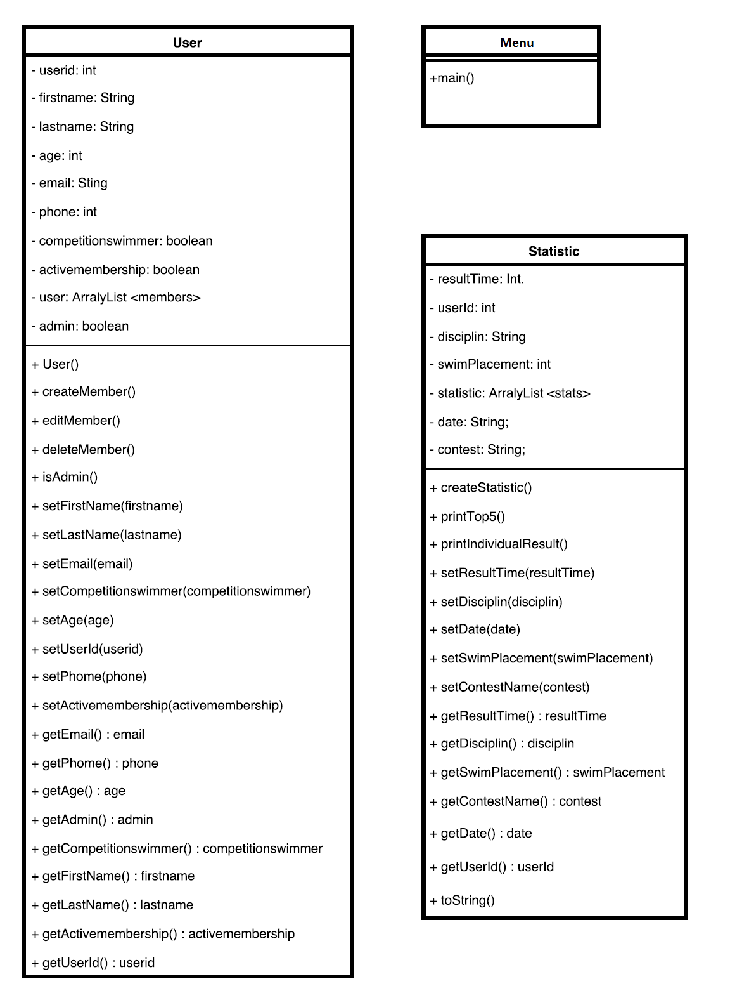 User
- userid: int
- firstname: String
- lastname: String
- age: int
- email: Sting
- phone: int
- competitionswimmer: boolean
- activemembership: boolean
- user: ArralyList <members>
- admin: boolean
+ User()
+ createMember()
+ editMember()
+ deleteMember()
+ isAdmin()
+ setFirstName(firstname)
+ setLastName(lastname)
+ setEmail(email)
+ setCompetitionswimmer(competitionswimmer)
+ setAge(age)
+ setUserId(userid)
+ setPhome(phone)
+ setActivemembership(activemembership)
+ getEmail() : email
+ getPhome() : phone
+ getAge() : age
+ getAdmin() : admin
+ getCompetitionswimmer() : competitionswimmer
+ getFirstName() : firstname
+ getLastName() : lastname
+ getActivemembership() : activemembership
+ getUserId() : userid
Menu
+main()
Statistic
- resultTime: Int.
- userId: int
- disciplin: String
- swimPlacement: int
- statistic: ArralyList <stats>
- date: String;
- contest: String;
+ createStatistic()
+ printTop5()
+ printIndividualResult()
+ setResultTime(resultTime)
+ setDisciplin(disciplin)
+ setDate(date)
+ setSwimPlacement(swimPlacement)
+ setContestName(contest)
+ getResultTime() : resultTime
+ getDisciplin() : disciplin
+ getSwimPlacement() : swimPlacement
+ getContestName() : contest
+ getDate() : date
+ getUserId() : userId
+ toString()